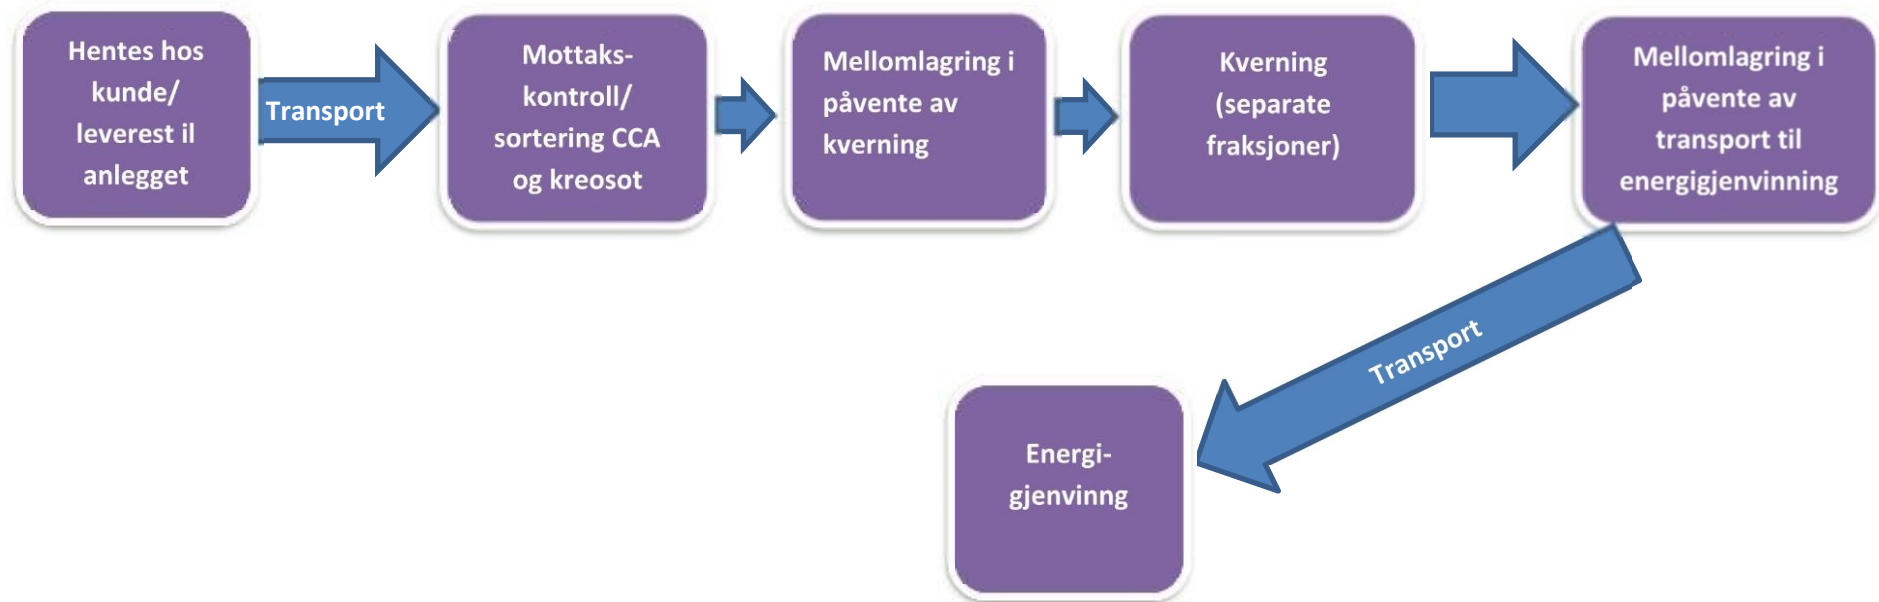 Hentes hos
kunde/
leverest il
anlegget
Transport
Mottaks-
kontroll/
sortering CCA
og kreosot
Mellomlagring i
påvente av
kverning
Kverning
(separate
fraksjoner)
Mellomlagring i
påvente av
transport til
energigjenvinning
Transport
Energi-
gjenvinng